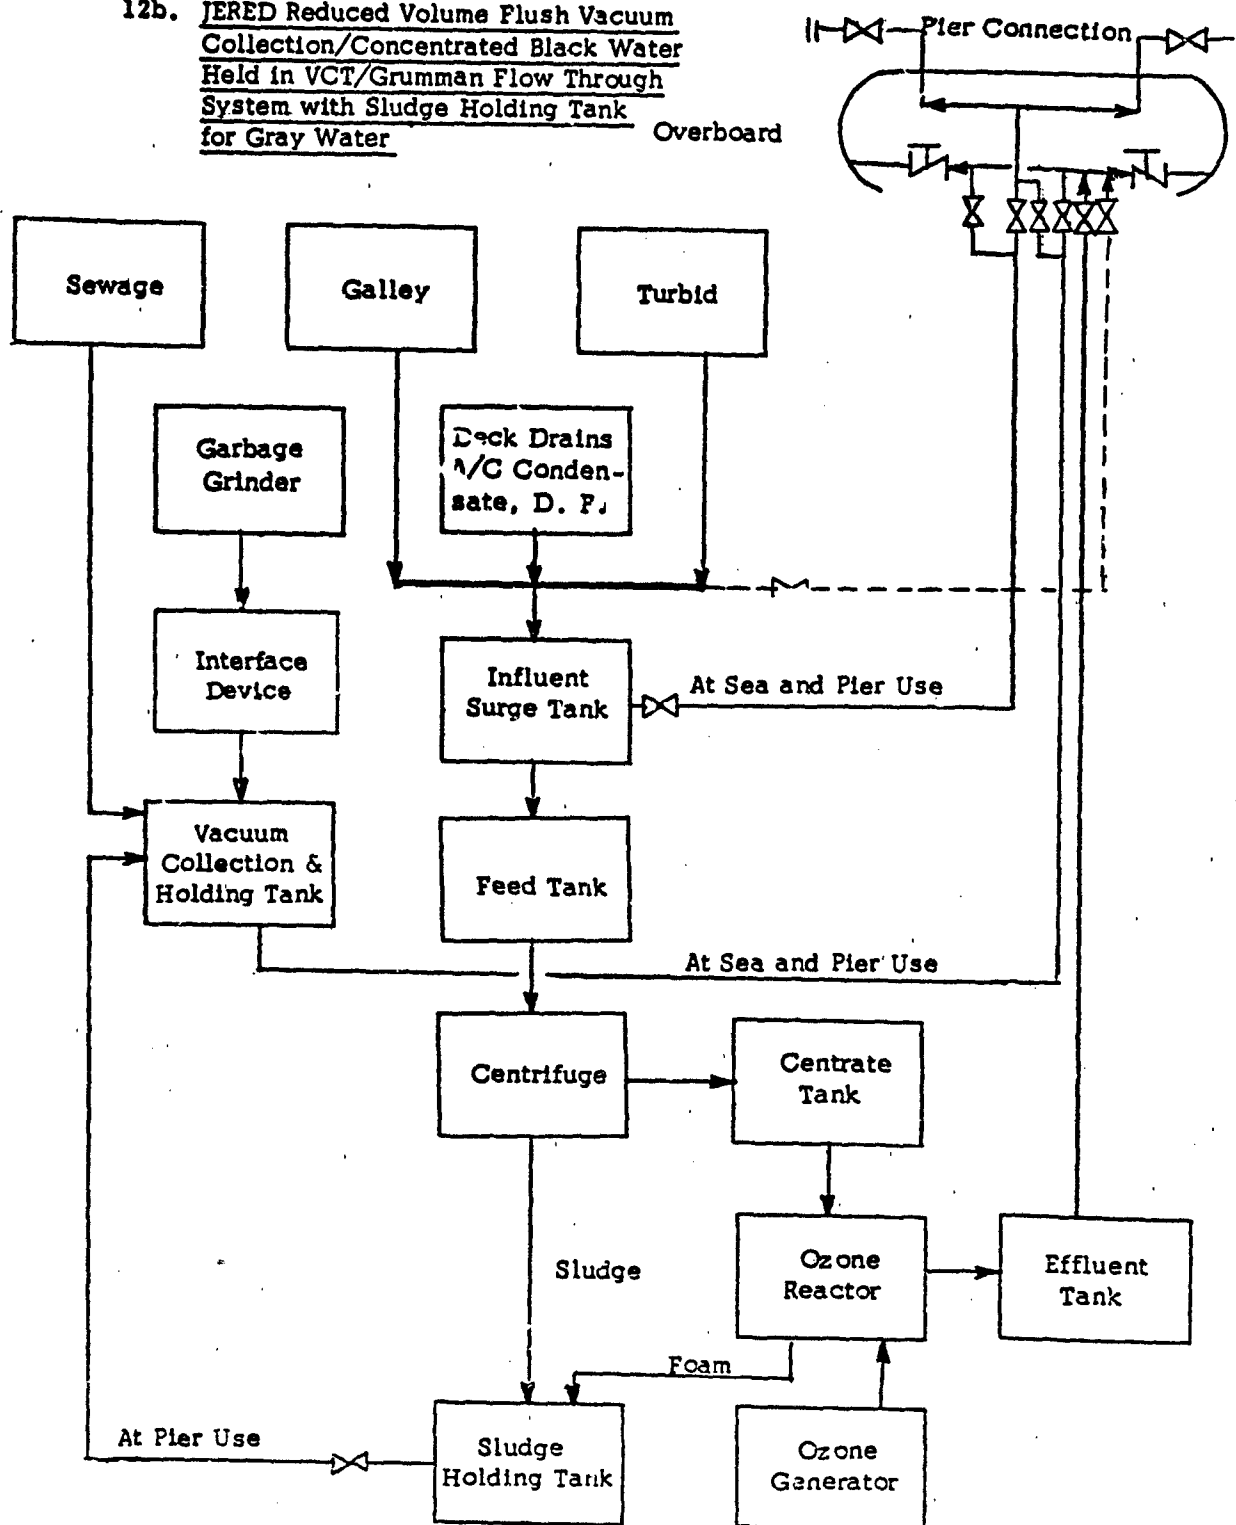 12b. JERED Reduced Volume Flush Vacuum
Collection/Concentrated Black Water
Held in VCT/Grumman Flow Through
System with Sludge Holding Tank
for Gray Water
Pier Connection
Overboard
Sewage
Galley
Turbid
Garbage
Grinder
Deck Drains
A/C Conden-
sate, D. F.
Interface
Device
Influent
Surge Tank
At Sea and Pier Use
Vacuum
Collection &
Holding Tank
Feed Tank
At Sea and Pier Use
Centrifuge
Centrate
Tank
Sludge
Ozone
Reactor
Effluent
Tank
Foam
At Pier Use
Sludge
Holding Tank
Ozone
Generator